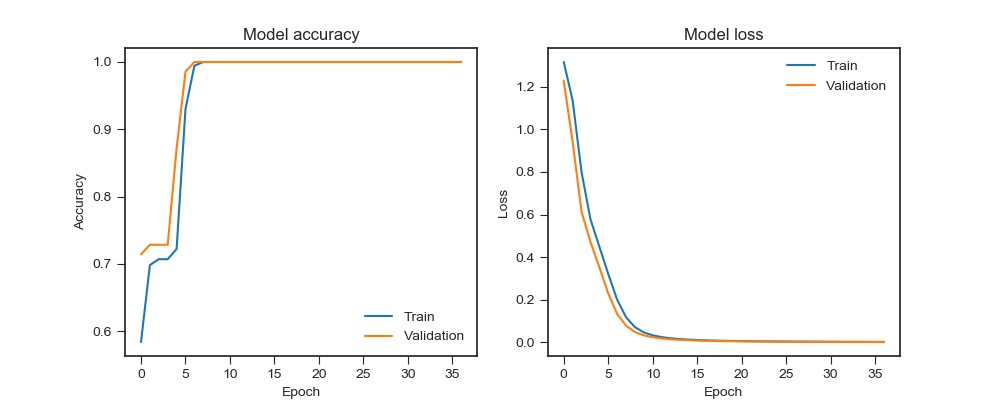 Model accuracy
Accuracy
1.0
0.9
0.8
0.7
0.6
Train
Validation
0 5 10 15 20 25 30 35
Epoch
Model loss
Loss
1.2
1.0
0.8
0.6
0.4
0.2
0.0
Train
Validation
0 5 10 15 20 25 30 35
Epoch